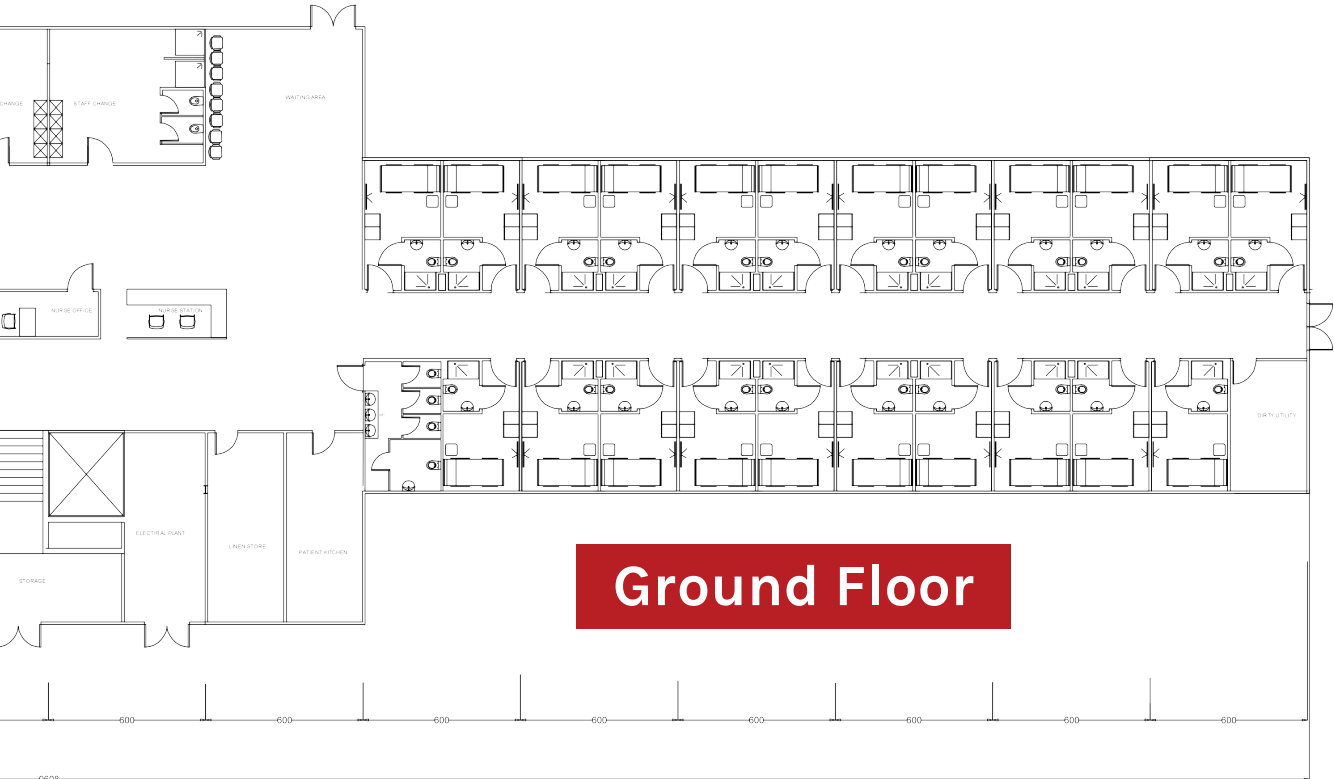 CHANGE
STAFF CHANGE
WAITING AREA
NURSE OFFICE
NURSE STATION
DIRTY UTILITY
ELECTIRAL PLANT
LINEN STORE
PATIENT KITCHEN
STORAGE
Ground Floor
600
600
600
600
600
600
600
600